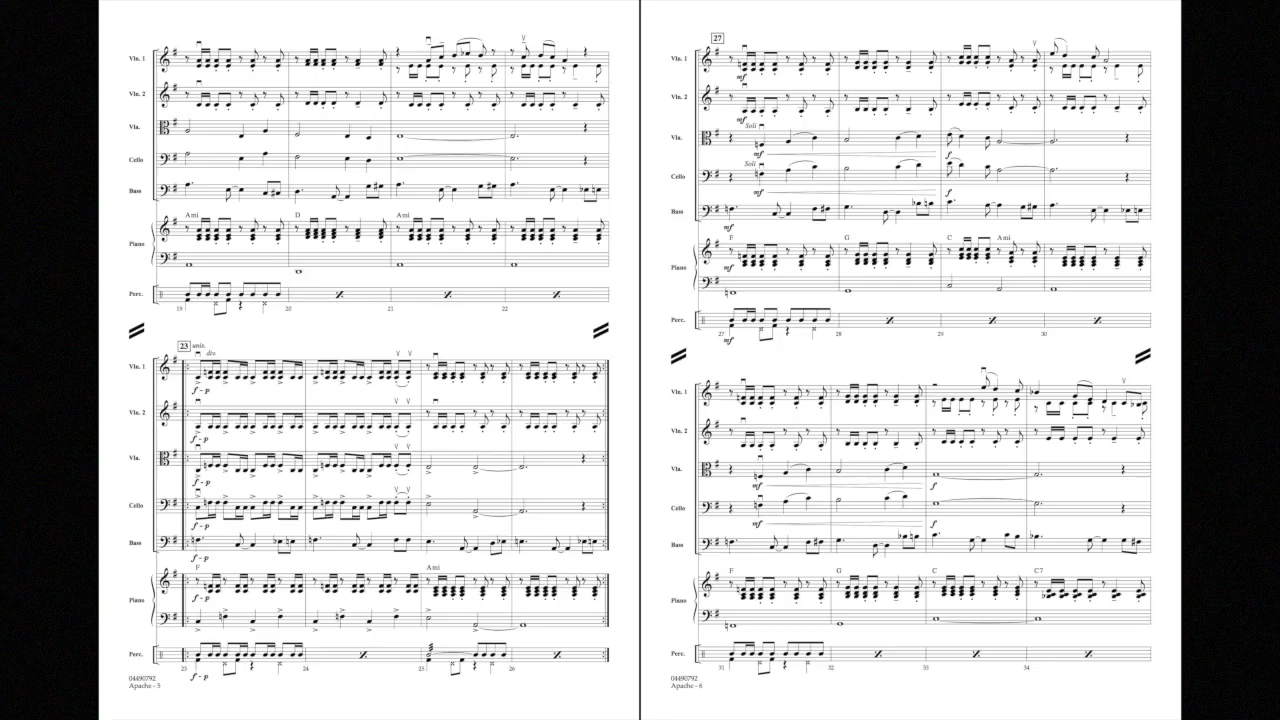 Vln. 1
Vln. 2
Vla.
Cello
Bass
Ami D Ami
Piano
Perc.
19 20 21 22
23 unis.
div.
Vln. 1
f - p
Vln. 2
f - p
Vla.
f - p
Cello
f - p
Bass
f - p
F Ami
Piano
f - p
Perc.
23 24 25 26
f - p
04490792
Apache - 5
27
Vln. 1
mf
Vln. 2
mf
Soli
Vla.
mf f
Soli
Cello
mf f
Bass
mf
F G C Ami
Piano
mf
Perc.
27 28 29 30
mf
Vln. 1
Vln. 2
Vla.
mf f
Cello
mf f
Bass
F G C C7
Piano
Perc.
31 32 33 34
04490792
Apache - 6